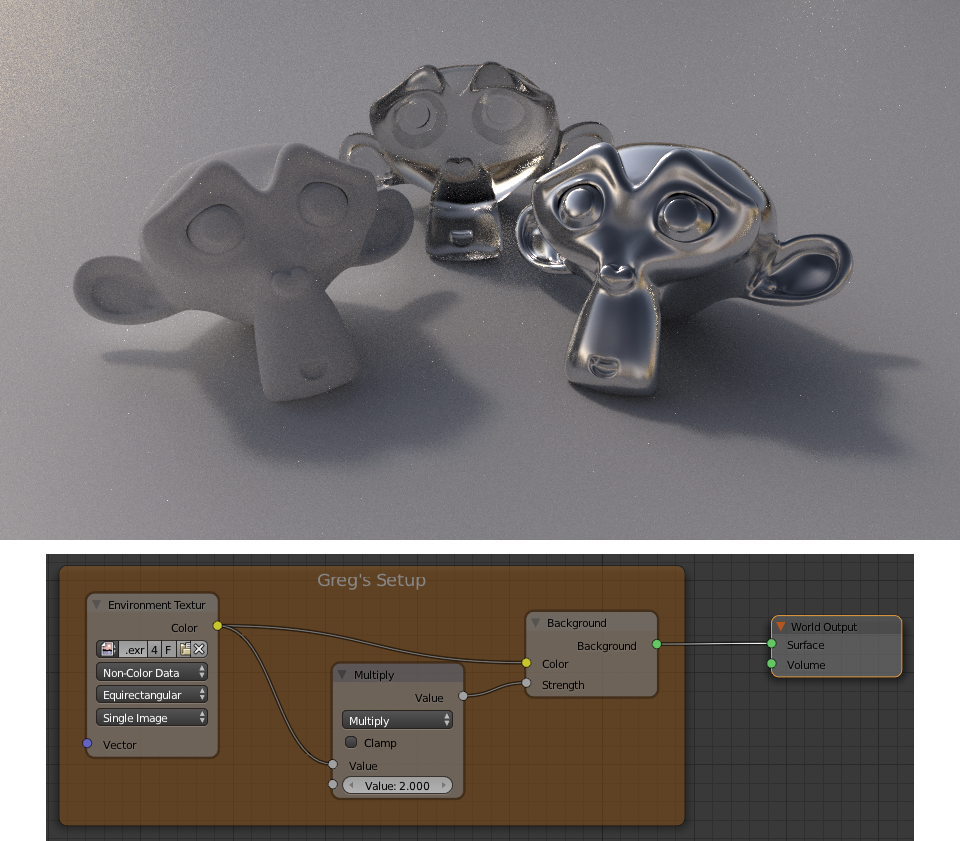 Greg's Setup
Environment Textur
Color
.exr 4 F
Non-Color Data
Equirectangular
Single Image
Vector
Multiply
Value
Multiply
Clamp
Value
Value: 2.000
Background
Background
Color
Strength
World Output
Surface
Volume